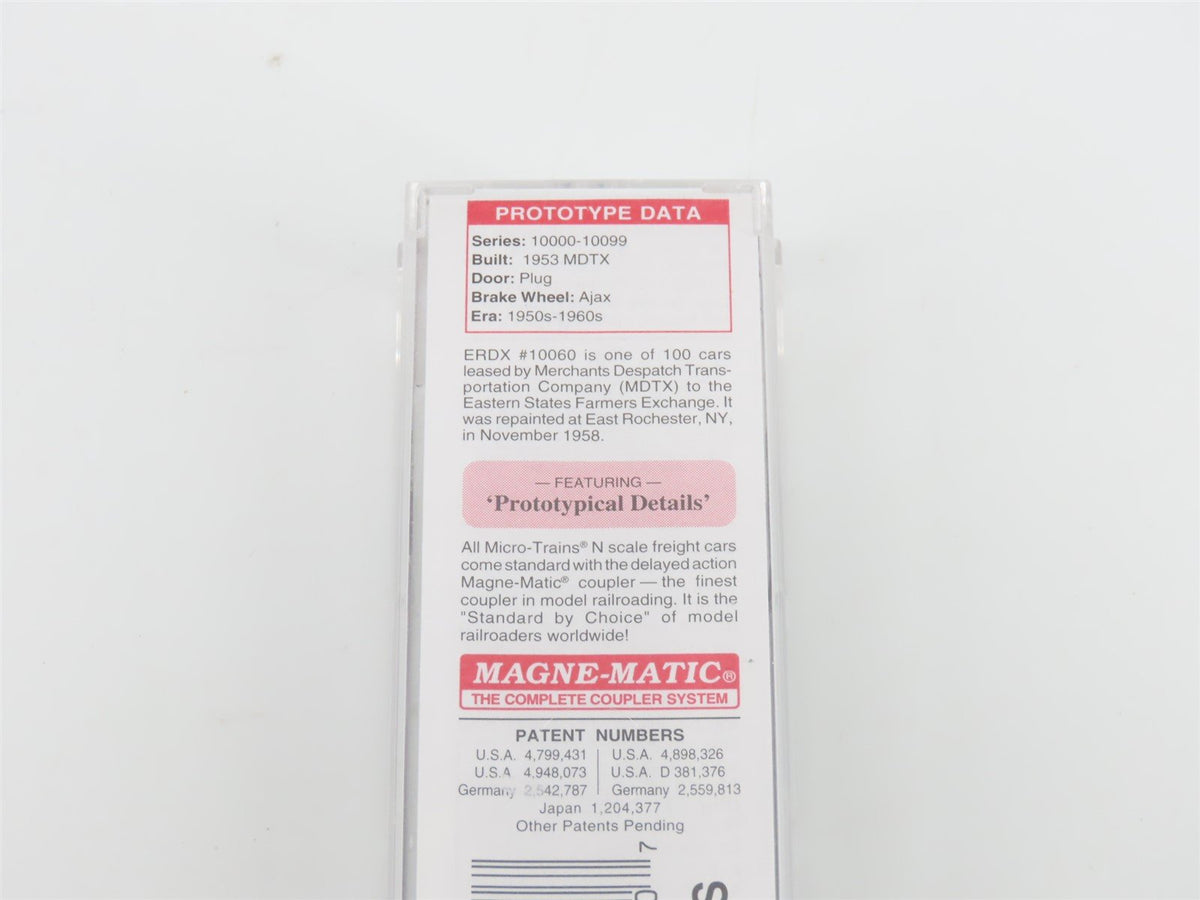 PROTOTYPE DATA
Series: 10000-10099
Built: 1953 MDTX
Door: Plug
Brake Wheel: Ajax
Era: 1950s-1960s
ERDX #10060 is one of 100 cars
leased by Merchants Despatch Trans-
portation Company (MDTX) to the
Eastern States Farmers Exchange. It
was repainted at East Rochester, NY,
in November 1958.
— FEATURING —
'Prototypical Details'
All Micro-Trains® N scale freight cars
come standard with the delayed action
Magne-Matic® coupler — the finest
coupler in model railroading. It is the
"Standard by Choice" of model
railroaders worldwide!
MAGNE-MATIC®
THE COMPLETE COUPLER SYSTEM
PATENT NUMBERS
U.S.A. 4,799,431 U.S.A. 4,898,326
U.S.A 4,948,073 U.S.A. D 381,376
Germany 2,542,787 Germany 2,559,813
Japan 1,204,377
Other Patents Pending
7
0
S